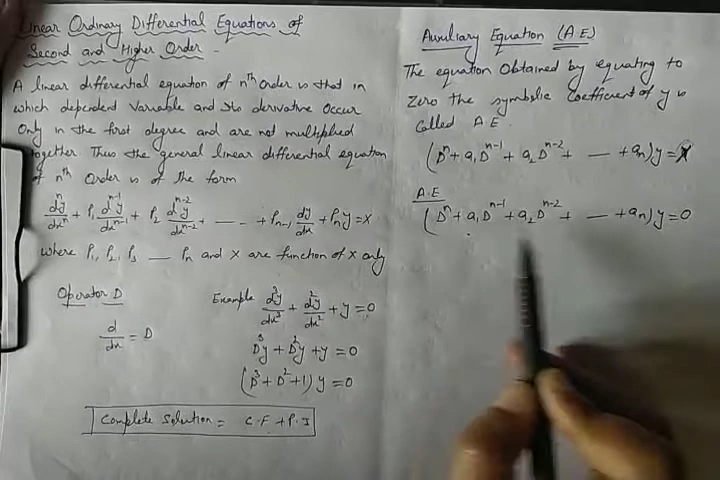 Linear Ordinary Differential Equations of
Second and Higher Order -
A linear differential equation of nth order is that in
which dependent variable and its derivative occur
Only in the first degree and are not multiplied
together Thus the general linear differential equation
of nth Order is of the form
dⁿy/dxⁿ + P₁ dⁿ⁻¹y/dxⁿ⁻¹ + P₂ dⁿ⁻²y/dxⁿ⁻² + — - . + Pₙ₋₁ dy/dx + Pₙy = X
where P₁, P₂, P₃ — Pₙ and X are function of x only
Operator D
d/dx = D
Example d³y/dx³ + d²y/dx² + y = 0
D³y + D²y + y = 0
(D³ + D² + 1) y = 0
Complete Solution = C.F + P.I
Auxiliary Equation (A E)
The equation Obtained by equating to
Zero the symbolic Coefficient of y is
Called A E
(Dⁿ + a₁Dⁿ⁻¹ + a₂Dⁿ⁻² + — - + aₙ)y = X
A.E
(Dⁿ + a₁Dⁿ⁻¹ + a₂Dⁿ⁻² + — - + aₙ)y = 0